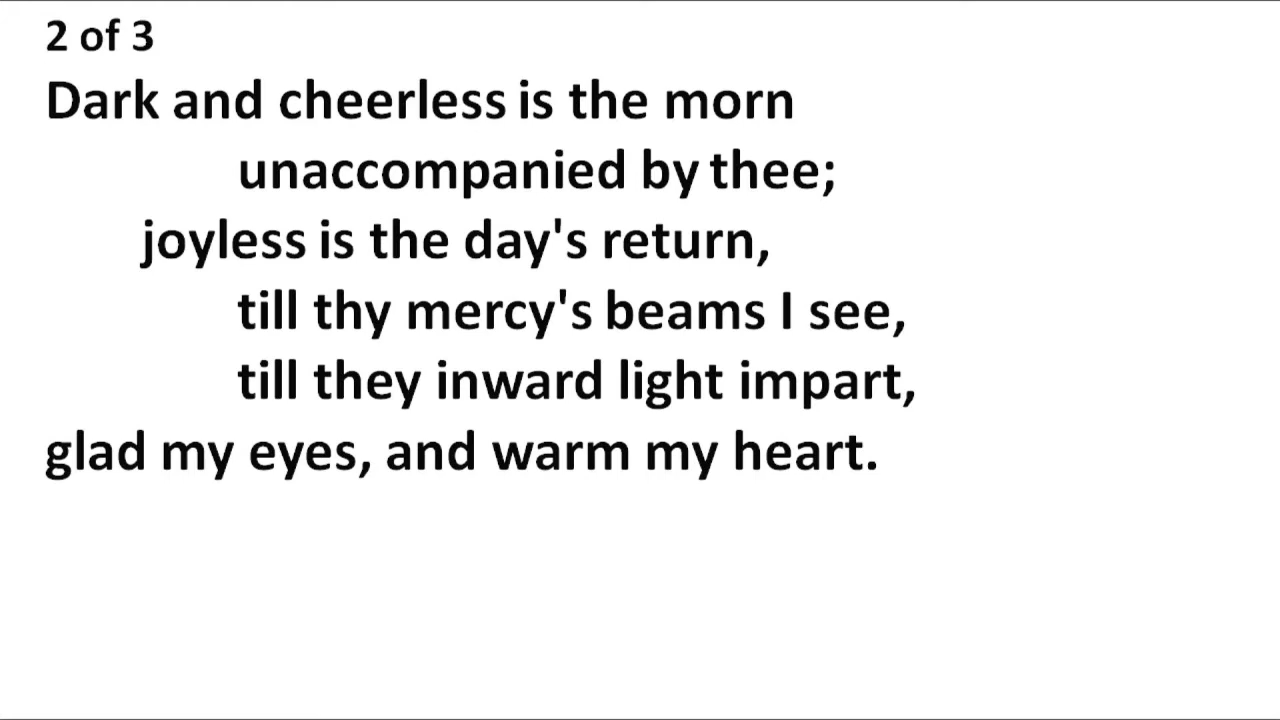 2 of 3
Dark and cheerless is the morn
unaccompanied by thee;
joyless is the day's return,
till thy mercy's beams I see,
till they inward light impart,
glad my eyes, and warm my heart.